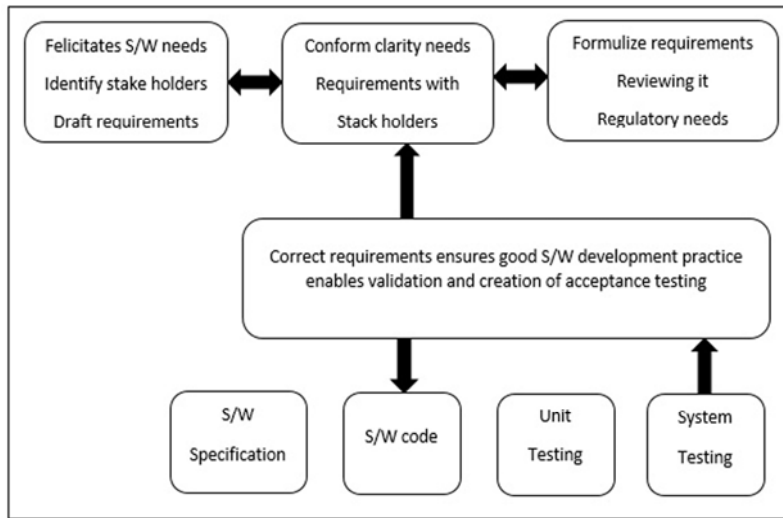 Felicitates S/W needs
Identify stake holders
Draft requirements
Conform clarity needs
Requirements with
Stack holders
Formulize requirements
Reviewing it
Regulatory needs
Correct requirements ensures good S/W development practice
enables validation and creation of acceptance testing
S/W
Specification
S/W code
Unit
Testing
System
Testing